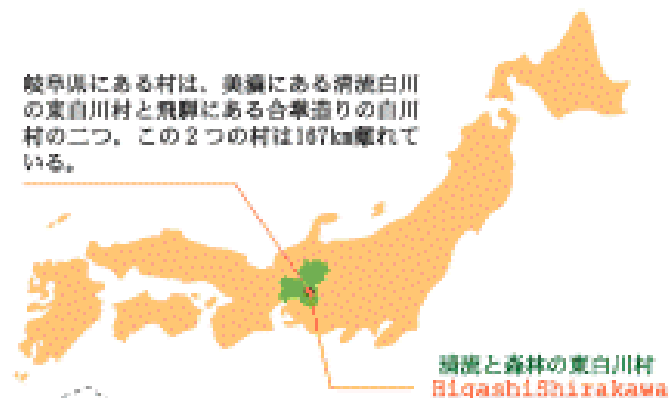 岐阜県にある村は、美濃にある清流白川
の東白川村と飛騨にある合掌造りの白川
村の二つ。この2つの村は167km離れて
いる。
清流と森林の東白川村
HigashiShirakawa